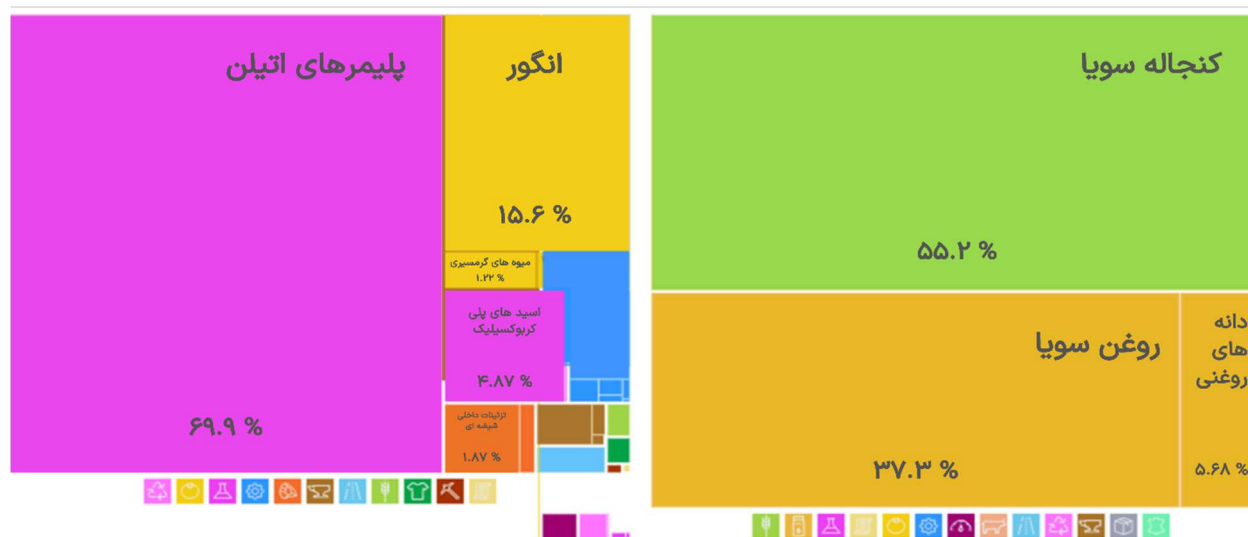 پلیمرهای اتیلن
۶۹.۹ %
انگور
۱۵.۶ %
میوه های گرمسیری
۱.۲۲ %
اسید های پلی
کربوکسیلیک
۴.۸۷ %
تزئینات داخلی
شیشه ای
۱.۸۷ %
کنجاله سویا
۵۵.۲ %
روغن سویا
۳۷.۳ %
دانه
های
روغنی
۵.۶۸ %